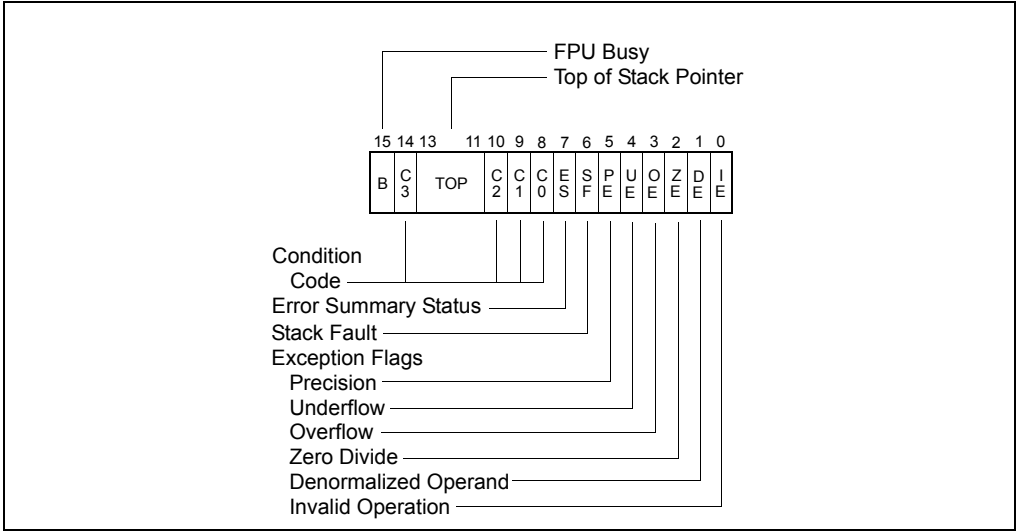 FPU Busy
Top of Stack Pointer
15 14 13 11 10 9 8 7 6 5 4 3 2 1 0
B C3 TOP C2 C1 C0 ES SF PE UE OE ZE DE IE
Condition
Code
Error Summary Status
Stack Fault
Exception Flags
Precision
Underflow
Overflow
Zero Divide
Denormalized Operand
Invalid Operation